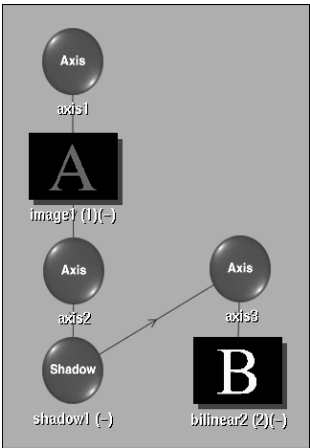 Axis
axis1
A
image1 (1)(-)
Axis
axis2
Axis
axis3
Shadow
shadow1 (-)
B
bilinear2 (2)(-)